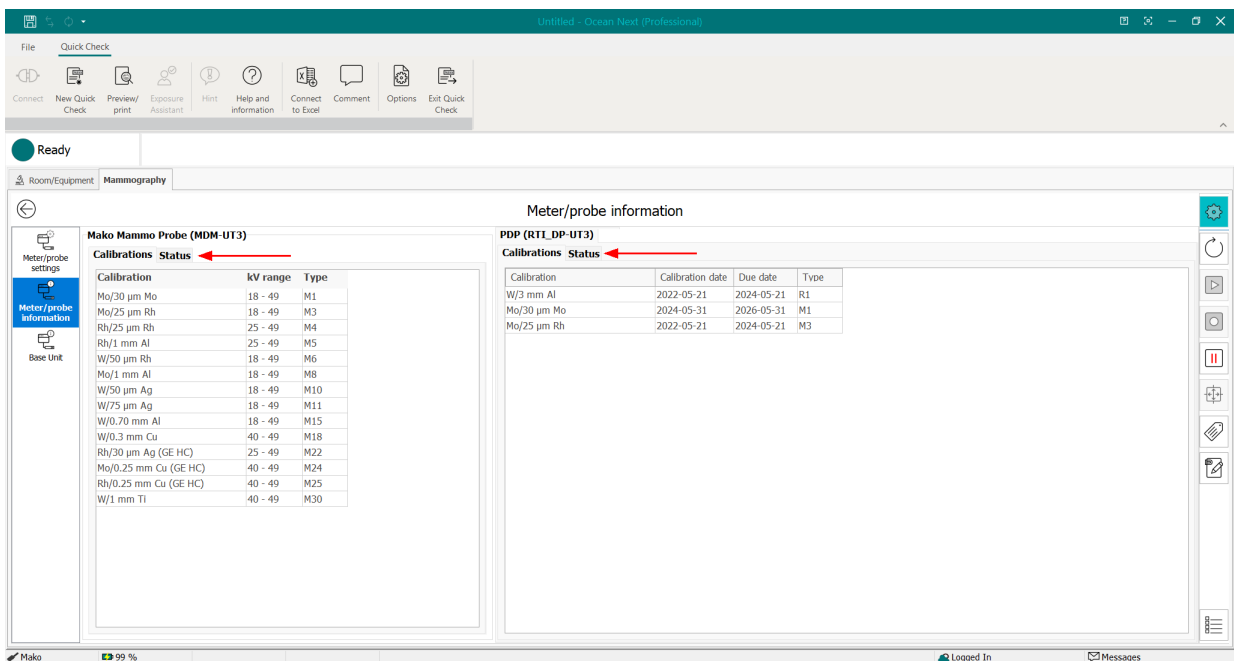 Untitled - Ocean Next (Professional)
File Quick Check
Connect
New Quick Check
Preview/ print
Exposure Assistant
Hint
Help and information
Connect to Excel
Comment
Options
Exit Quick Check
Ready
Room/Equipment Mammography
Meter/probe information
Meter/probe settings
Meter/probe information
Base Unit
Mako Mammo Probe (MDM-UT3)
Calibrations Status
Calibration kV range Type
Mo/30 µm Mo 18 - 49 M1
Mo/25 µm Rh 18 - 49 M3
Rh/25 µm Rh 25 - 49 M4
Rh/1 mm Al 25 - 49 M5
W/50 µm Rh 18 - 49 M6
Mo/1 mm Al 18 - 49 M8
W/50 µm Ag 18 - 49 M10
W/75 µm Ag 18 - 49 M11
W/0.70 mm Al 18 - 49 M15
W/0.3 mm Cu 40 - 49 M18
Rh/30 µm Ag (GE HC) 25 - 49 M22
Mo/0.25 mm Cu (GE HC) 40 - 49 M24
Rh/0.25 mm Cu (GE HC) 40 - 49 M25
W/1 mm Ti 40 - 49 M30
PDP (RTI_DP-UT3)
Calibrations Status
Calibration Calibration date Due date Type
W/3 mm Al 2022-05-21 2024-05-21 R1
Mo/30 µm Mo 2024-05-31 2026-05-31 M1
Mo/25 µm Rh 2022-05-21 2024-05-21 M3
Mako 99 % Logged In Messages